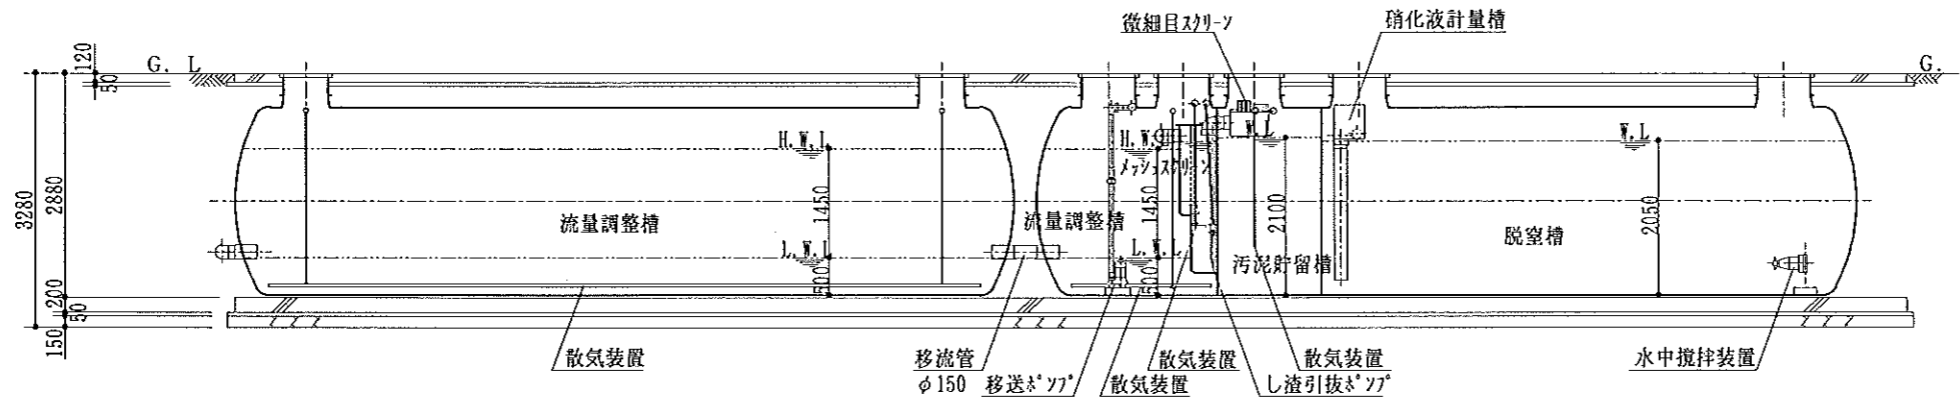 微細目スクリーン
硝化液計量槽
120
G. L
G.
50
H.W.L
H.W.L
W.L
W.L
メッシュスクリーン
3280
2880
1450
1450
2100
2050
流量調整槽
流量調整槽
脱窒槽
L.W.L
L.W.L
汚泥貯留槽
500
500
200
50
150
散気装置
移流管
φ150
移送ポンプ
散気装置
散気装置
散気装置
し渣引抜ポンプ
水中攪拌装置